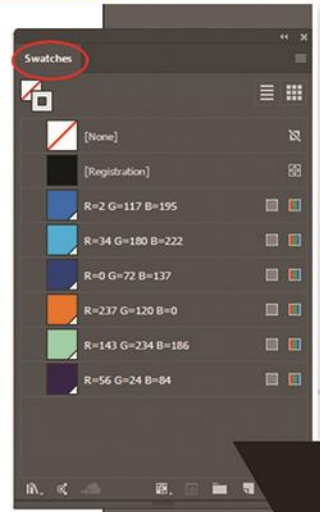 Swatches
[None]
[Registration]
R=2 G=117 B=195
R=34 G=180 B=222
R=0 G=72 B=137
R=237 G=120 B=0
R=143 G=234 B=186
R=56 G=24 B=84